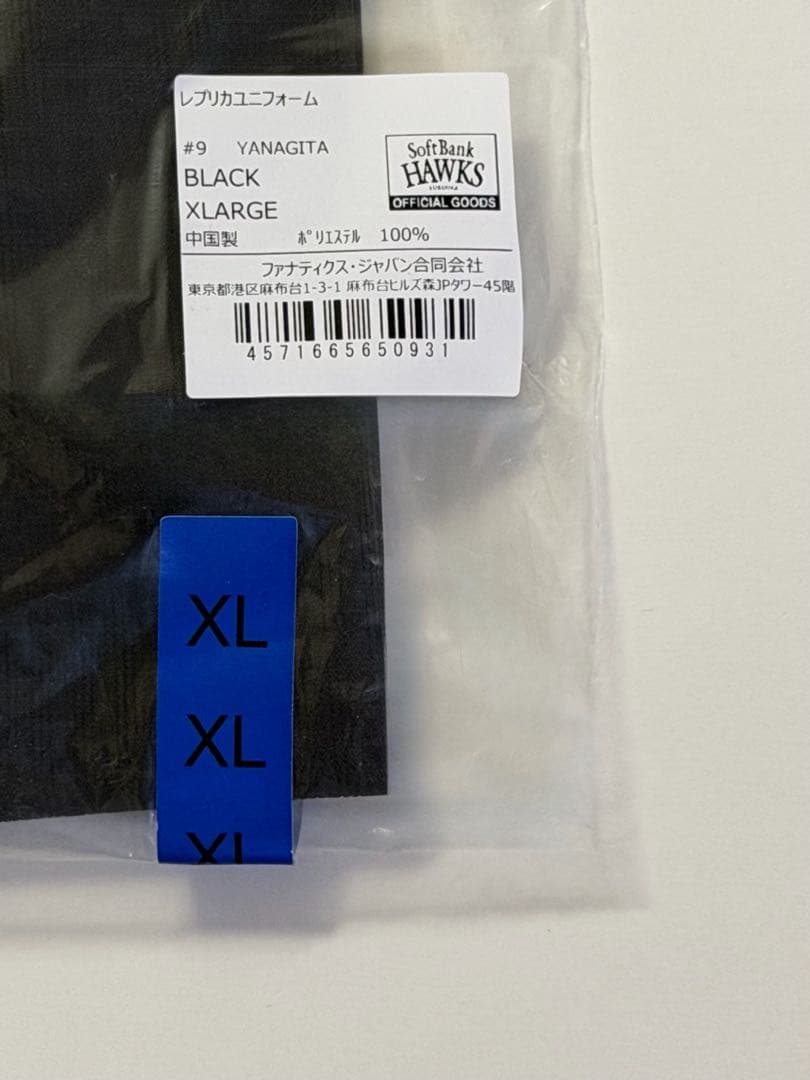 レプリカユニフォーム
#9 YANAGITA
BLACK
XLARGE
中国製 ポリエステル 100%
SoftBank
HAWKS
FUKUOKA
OFFICIAL GOODS
ファナティクス・ジャパン合同会社
東京都港区麻布台1-3-1 麻布台ヒルズ森JPタワー45階
4571665650931
XL
XL
XL